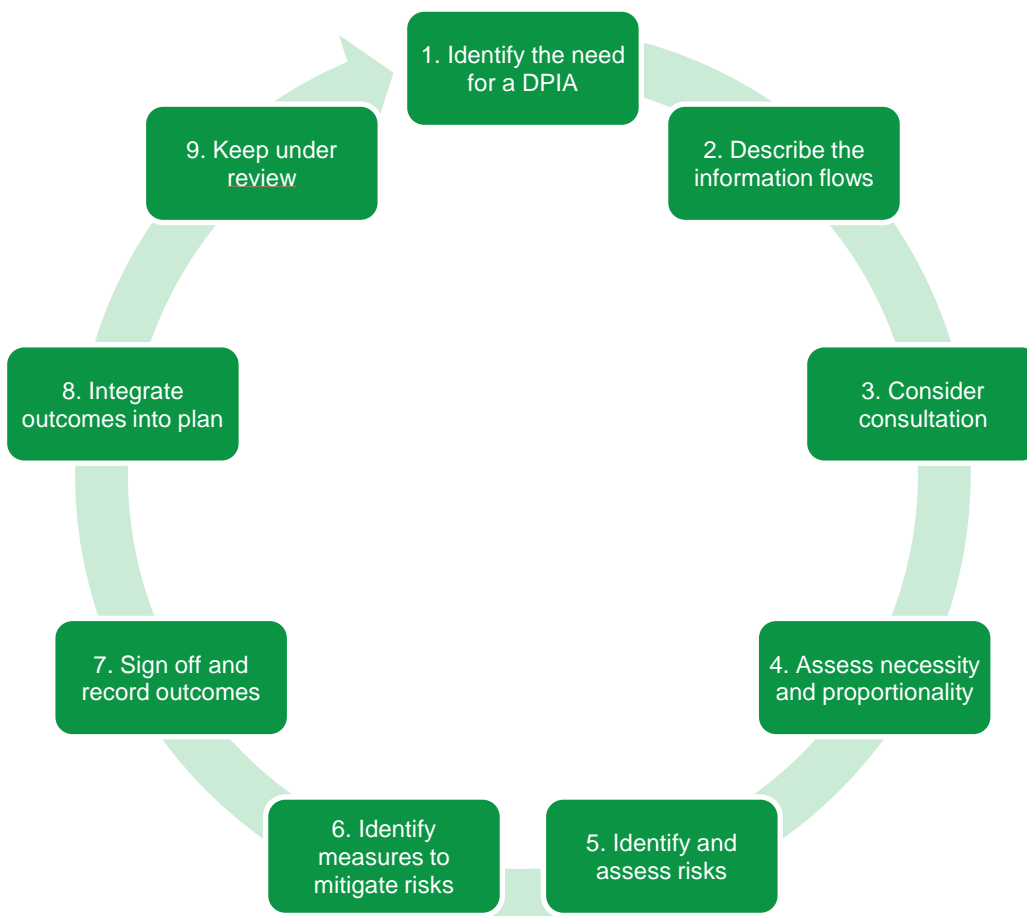 1. Identify the need
for a DPIA
2. Describe the
information flows
3. Consider
consultation
4. Assess necessity
and proportionality
5. Identify and
assess risks
6. Identify
measures to
mitigate risks
7. Sign off and
record outcomes
8. Integrate
outcomes into plan
9. Keep under
review